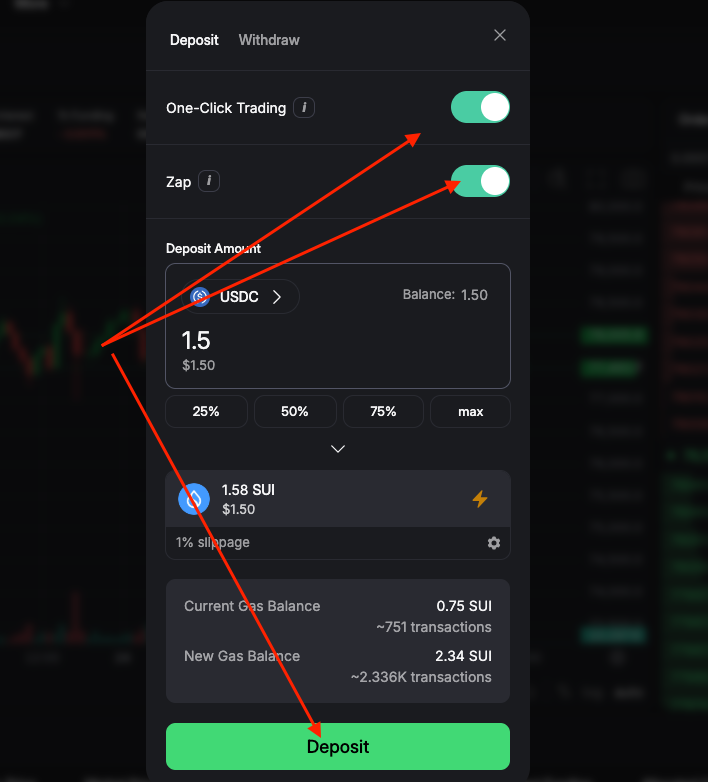 Deposit Withdraw
One-Click Trading i
Zap i
Deposit Amount
USDC Balance: 1.50
1.5
$1.50
25% 50% 75% max
1.58 SUI
$1.50
1% slippage
Current Gas Balance 0.75 SUI
~751 transactions
New Gas Balance 2.34 SUI
~2.336K transactions
Deposit